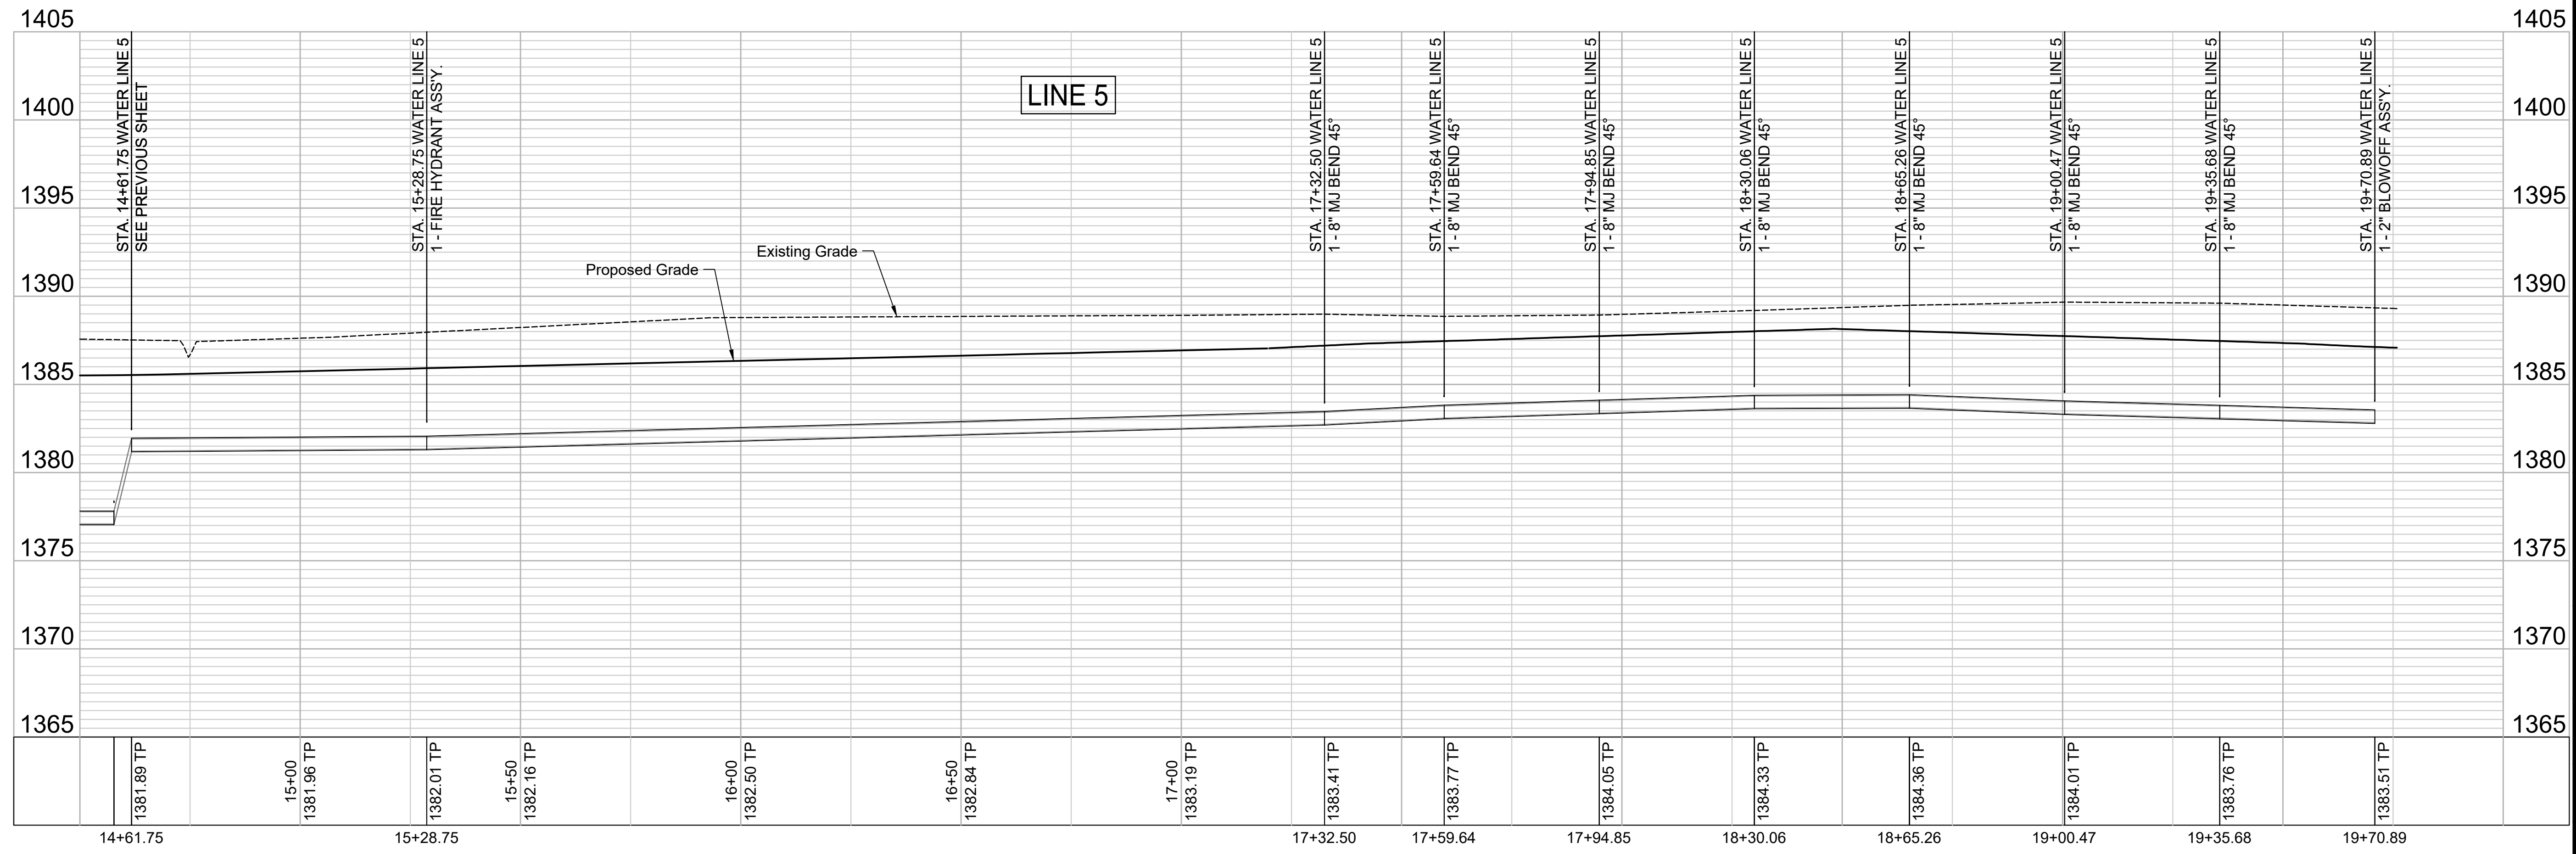 1405
1405
STA. 14+61.75 WATER LINE 5
SEE PREVIOUS SHEET
STA. 15+28.75 WATER LINE 5
1 - FIRE HYDRANT ASS'Y.
LINE 5
STA. 17+32.50 WATER LINE 5
1 - 8" MJ BEND 45°
STA. 17+59.64 WATER LINE 5
1 - 8" MJ BEND 45°
STA. 17+94.85 WATER LINE 5
1 - 8" MJ BEND 45°
STA. 18+30.06 WATER LINE 5
1 - 8" MJ BEND 45°
STA. 18+65.26 WATER LINE 5
1 - 8" MJ BEND 45°
STA. 19+00.47 WATER LINE 5
1 - 8" MJ BEND 45°
STA. 19+35.68 WATER LINE 5
1 - 8" MJ BEND 45°
STA. 19+70.89 WATER LINE 5
1 - 2" BLOWOFF ASS'Y.
1400
1400
1395
1395
Existing Grade
Proposed Grade
1390
1390
1385
1385
1380
1380
1375
1375
1370
1370
1365
1365
1381.89 TP
15+00
1381.96 TP
1382.01 TP
15+50
1382.16 TP
16+00
1382.50 TP
16+50
1382.84 TP
17+00
1383.19 TP
1383.41 TP
1383.77 TP
1384.05 TP
1384.33 TP
1384.36 TP
1384.01 TP
1383.76 TP
1383.51 TP
14+61.75
15+28.75
17+32.50
17+59.64
17+94.85
18+30.06
18+65.26
19+00.47
19+35.68
19+70.89